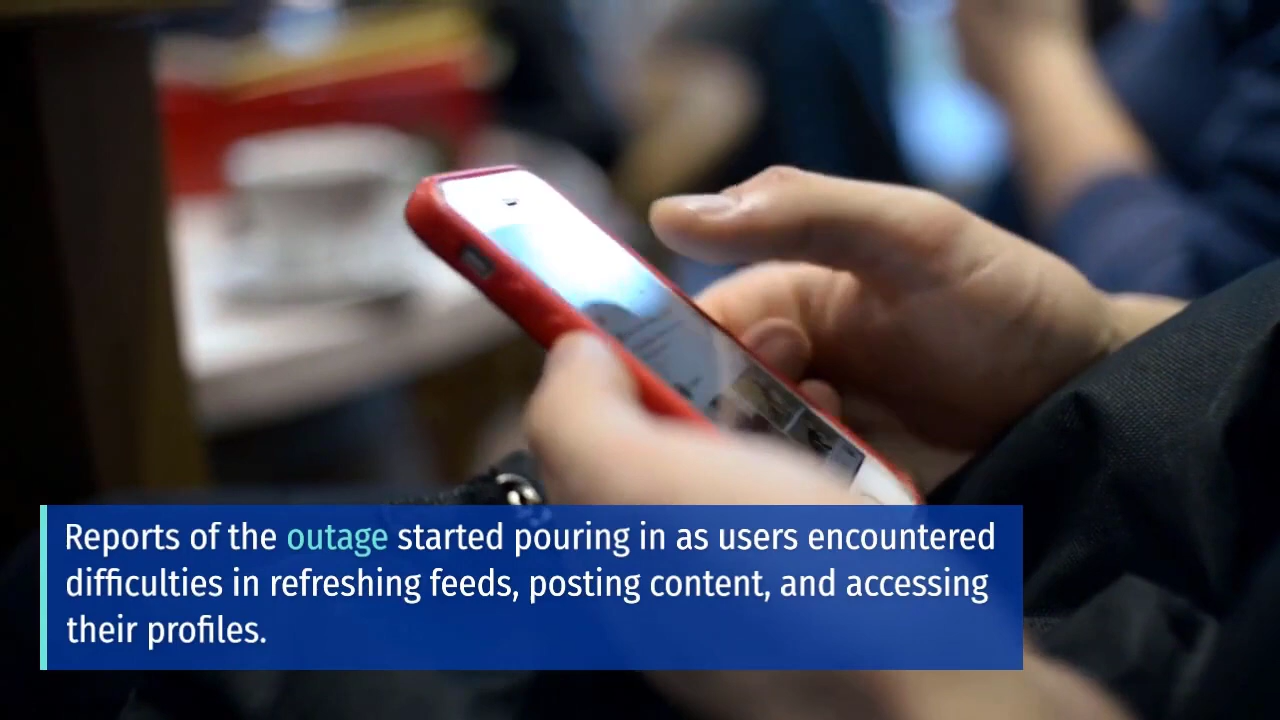 Reports of the outage started pouring in as users encountered
difficulties in refreshing feeds, posting content, and accessing
their profiles.